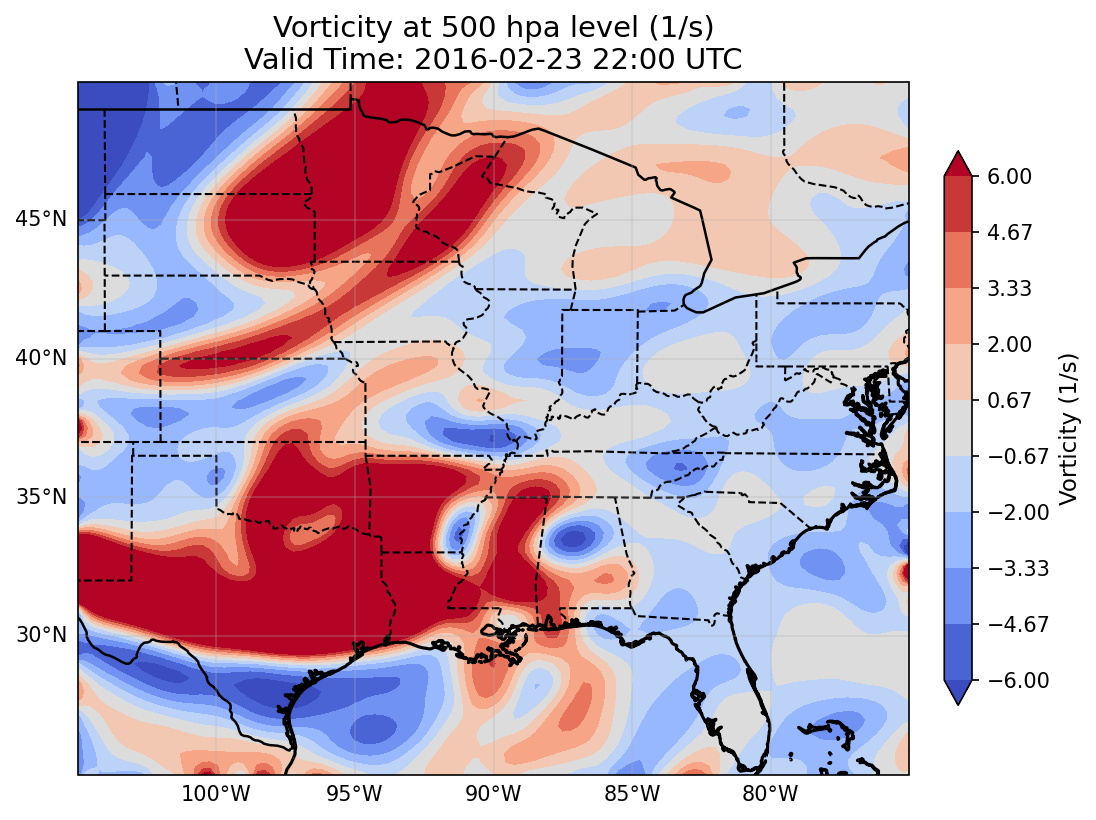 Vorticity at 500 hpa level (1/s)
Valid Time: 2016-02-23 22:00 UTC
45°N
40°N
35°N
30°N
100°W
95°W
90°W
85°W
80°W
6.00
4.67
3.33
2.00
0.67
−0.67
−2.00
−3.33
−4.67
−6.00
Vorticity (1/s)